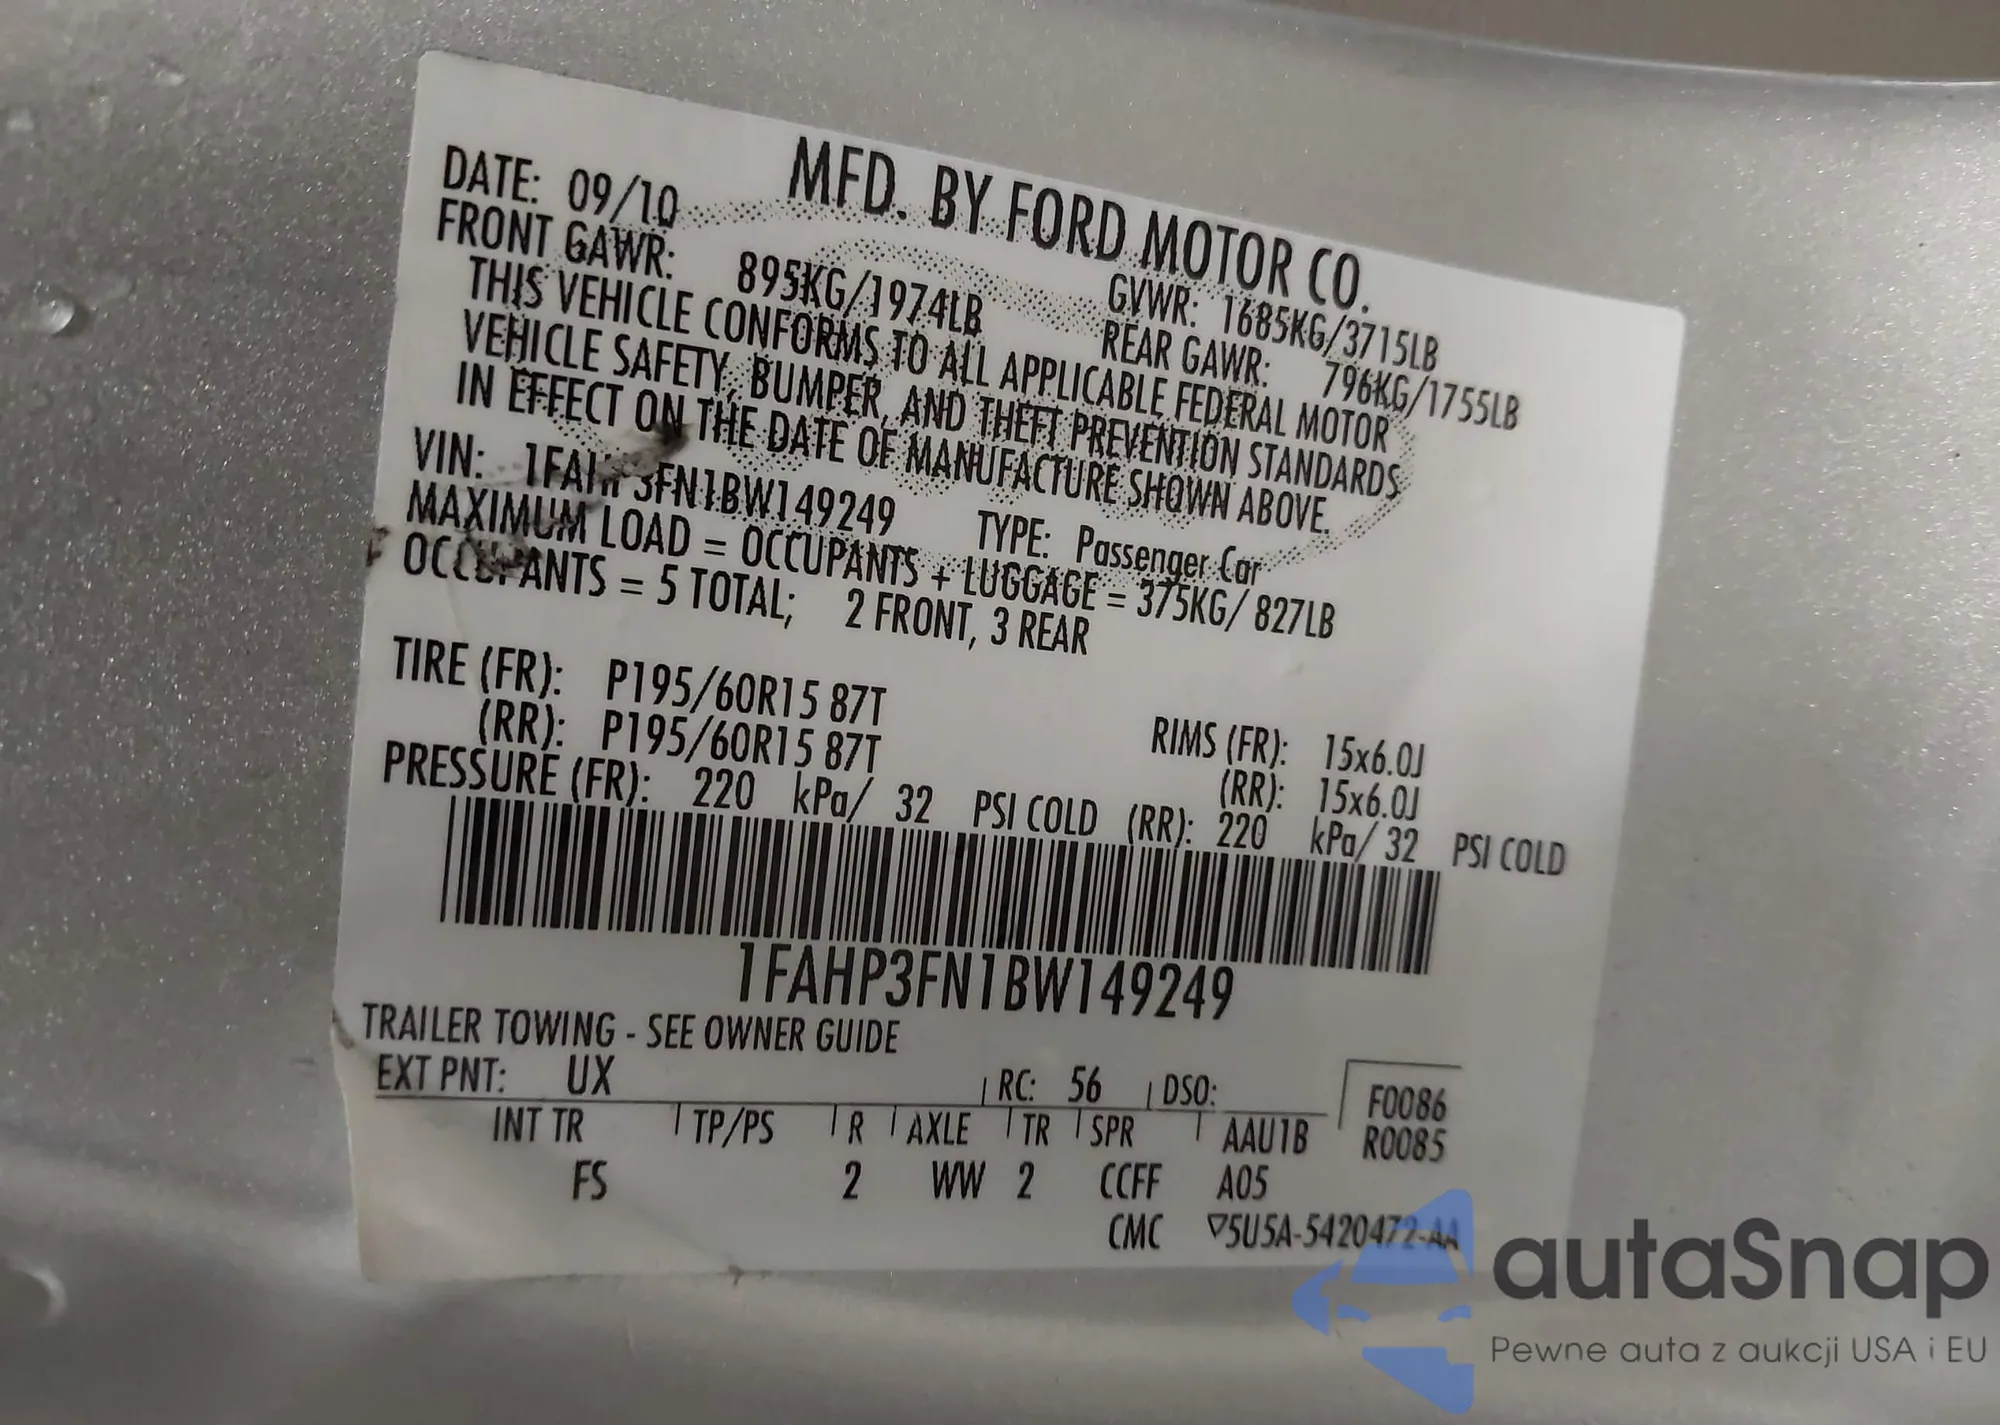 MFD. BY FORD MOTOR CO.
DATE: 09/10 GVWR: 1685KG/3715LB
FRONT GAWR: 895KG/1974LB REAR GAWR: 796KG/1755LB
THIS VEHICLE CONFORMS TO ALL APPLICABLE FEDERAL MOTOR
VEHICLE SAFETY, BUMPER, AND THEFT PREVENTION STANDARDS
IN EFFECT ON THE DATE OF MANUFACTURE SHOWN ABOVE.
VIN: 1FAHP3FN1BW149249 TYPE: Passenger Car
MAXIMUM LOAD = OCCUPANTS + LUGGAGE = 375KG/ 827LB
OCCUPANTS = 5 TOTAL; 2 FRONT, 3 REAR
TIRE (FR): P195/60R15 87T RIMS (FR): 15x6.0J
(RR): P195/60R15 87T (RR): 15x6.0J
PRESSURE (FR): 220 kPa/ 32 PSI COLD (RR): 220 kPa/ 32 PSI COLD
1FAHP3FN1BW149249
TRAILER TOWING - SEE OWNER GUIDE
EXT PNT: UX RC: 56 DSO: F0086
INT TR TP/PS R AXLE TR SPR AAU1B R0085
FS 2 WW 2 CCFF A05
CMC ▽5U5A-5420472-AA
autaSnap
Pewne auta z aukcji USA i EU